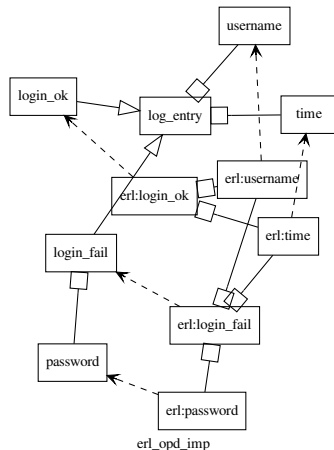 username
login_ok
log_entry
time
erl:username
erl:login_ok
erl:time
login_fail
erl:login_fail
password
erl:password
erl_opd_imp